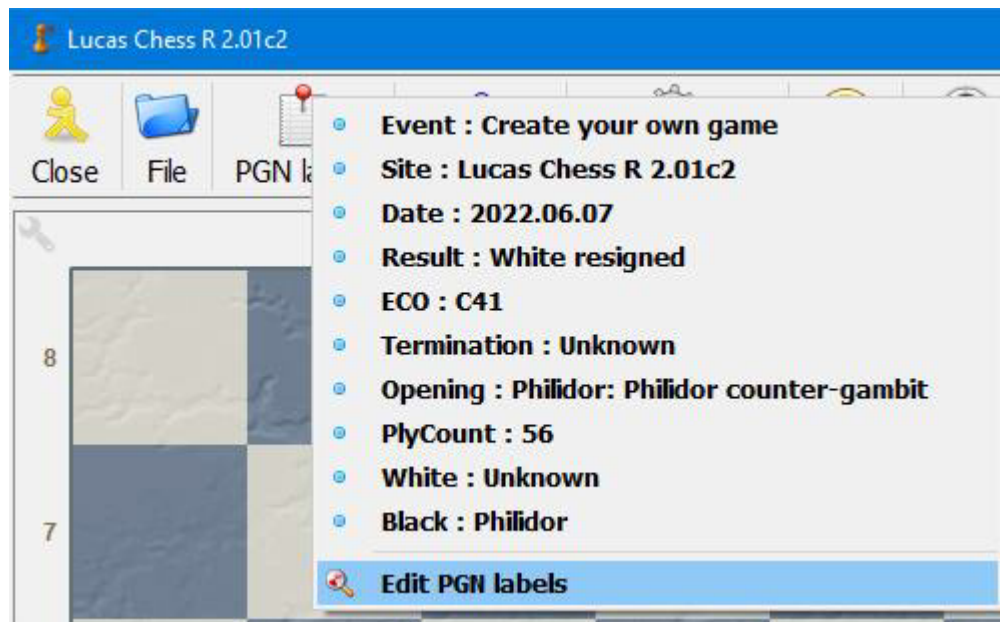 Lucas Chess R 2.01c2
Close File PGN la
Event : Create your own game
Site : Lucas Chess R 2.01c2
Date : 2022.06.07
Result : White resigned
ECO : C41
Termination : Unknown
Opening : Philidor: Philidor counter-gambit
PlyCount : 56
White : Unknown
Black : Philidor
Edit PGN labels
8
7